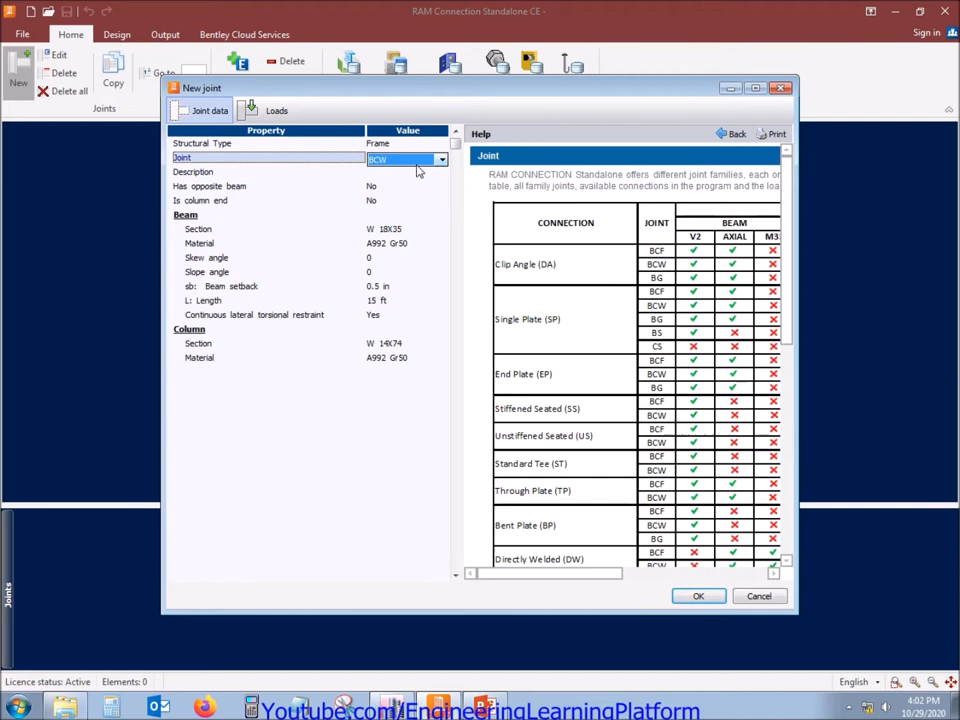 RAM Connection Standalone CE -
File
Home
Design
Output
Bentley Cloud Services
Sign in
New
Edit
Delete
Delete all
Copy
Go to
Delete
Joints
New joint
Joint data
Loads
Property
Value
Structural Type
Frame
Joint
BCW
Description
Has opposite beam
No
Is column end
No
Beam
Section
W 18X35
Material
A992 Gr50
Skew angle
0
Slope angle
0
sb: Beam setback
0.5 in
L: Length
15 ft
Continuous lateral torsional restraint
Yes
Column
Section
W 14X74
Material
A992 Gr50
Help
Back
Print
Joint
RAM CONNECTION Standalone offers different joint families, each on
table, all family joints, available connections in the program and the loa
CONNECTION
JOINT
BEAM
V2
AXIAL
M3
Clip Angle (DA)
BCF
BCW
BG
Single Plate (SP)
BCF
BCW
BG
BS
CS
End Plate (EP)
BCF
BCW
BG
Stiffened Seated (SS)
BCF
BCW
Unstiffened Seated (US)
BCF
BCW
Standard Tee (ST)
BCF
BCW
Through Plate (TP)
BCF
BCW
Bent Plate (BP)
BCF
BCW
BG
Directly Welded (DW)
BCF
BCW
OK
Cancel
Joints
Licence status: Active
Elements: 0
English
4:02 PM
10/29/2020
Youtube.com/EngineeringLearningPlatform